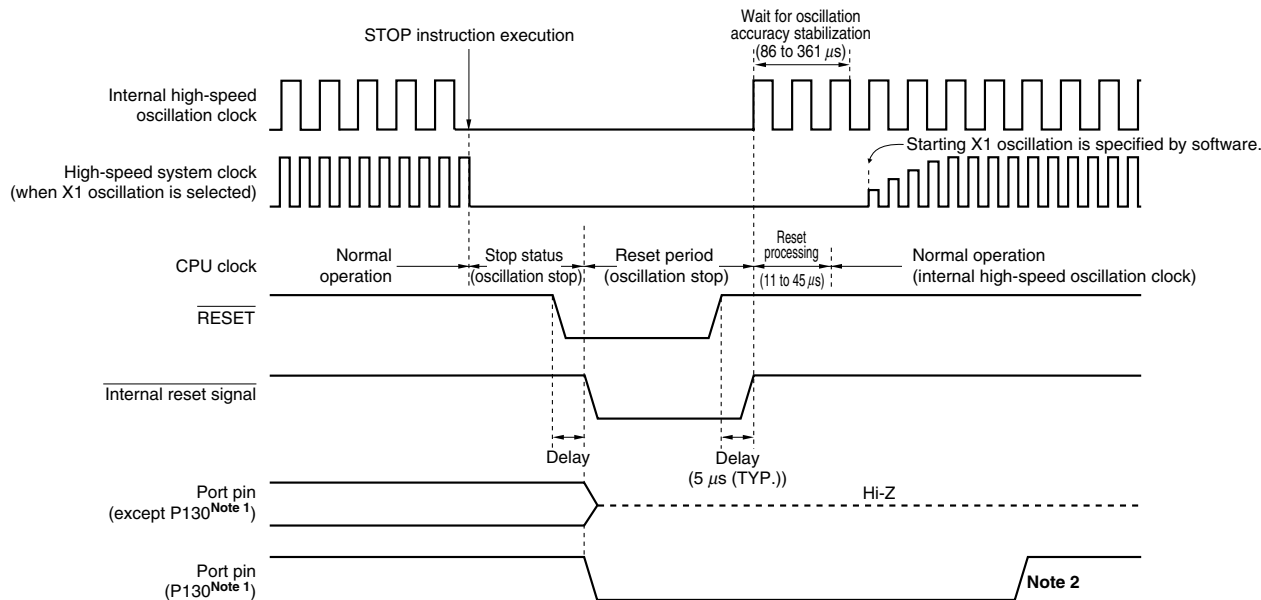 Wait for oscillation
accuracy stabilization
(86 to 361 μs)
STOP instruction execution
Internal high-speed
oscillation clock
Starting X1 oscillation is specified by software.
High-speed system clock
(when X1 oscillation is selected)
CPU clock
Normal
operation
Stop status
(oscillation stop)
Reset period
(oscillation stop)
Reset
processing
(11 to 45 μs)
Normal operation
(internal high-speed oscillation clock)
RESET
Internal reset signal
Delay
Delay
(5 μs (TYP.))
Port pin
(except P130Note 1)
Hi-Z
Port pin
(P130Note 1)
Note 2